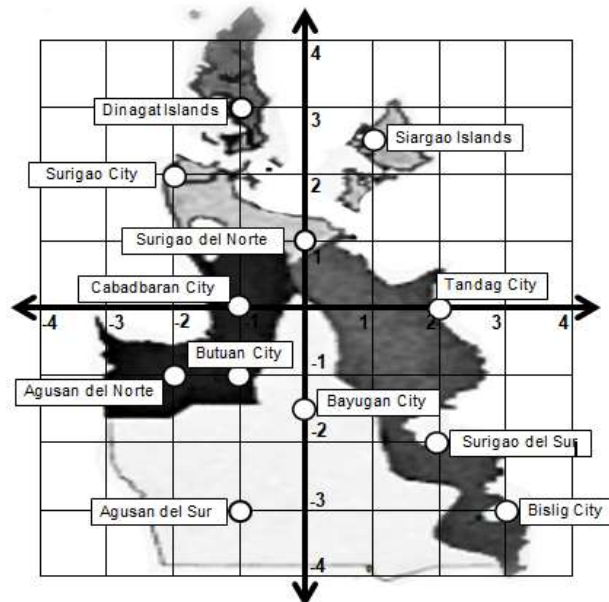 4
Dinagat Islands
3
Siargao Islands
Surigao City
2
Surigao del Norte
1
Cabadbaran City
Tandag City
-4 -3 -2 -1 1 2 3 4
Butuan City
-1
Agusan del Norte
Bayugan City
-2
Surigao del Sur
Agusan del Sur
-3
Bislig City
-4